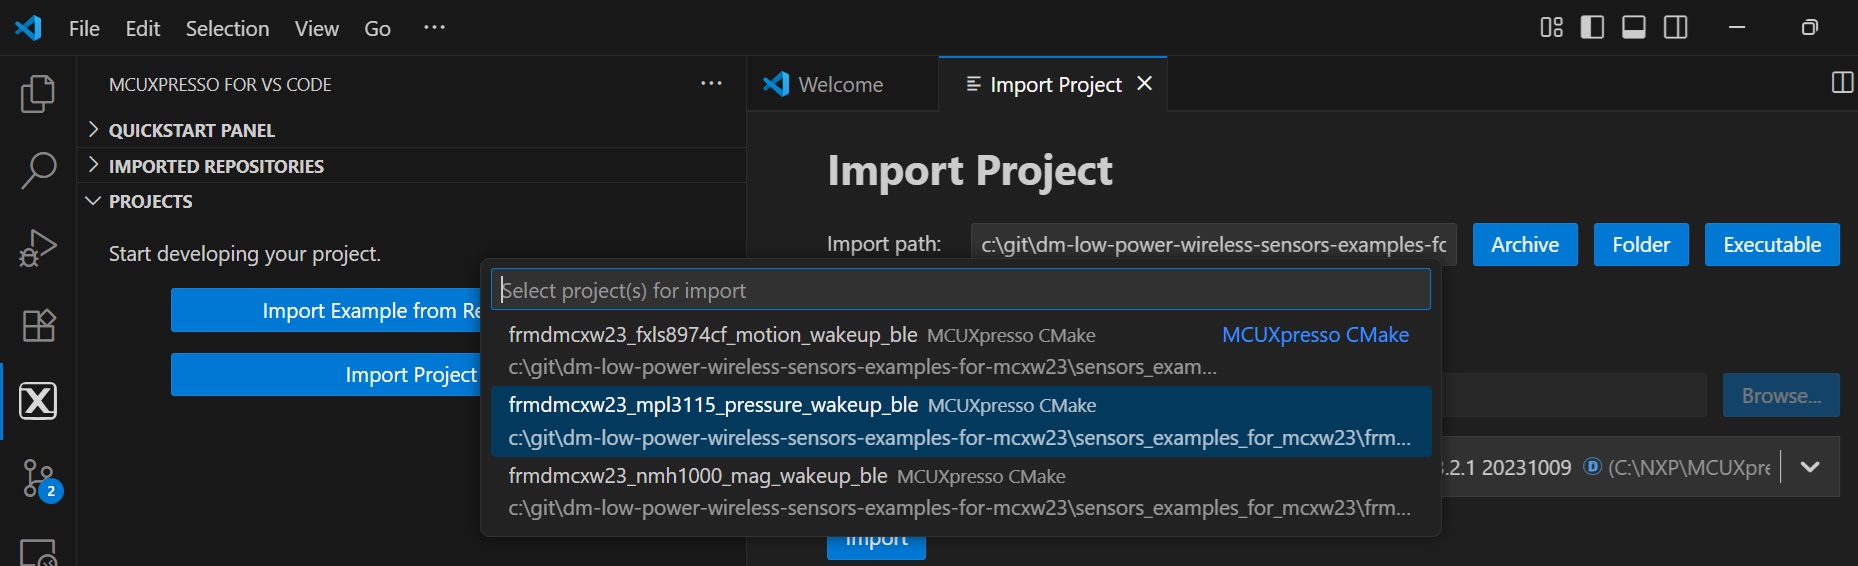 File Edit Selection View Go ···
MCUXPRESSO FOR VS CODE ···
QUICKSTART PANEL
IMPORTED REPOSITORIES
PROJECTS
Start developing your project.
Import Example from Re
Import Project
2
Welcome
Import Project
Import Project
Import path: c:\git\dm-low-power-wireless-sensors-examples-fc Archive Folder Executable
Select project(s) for import
frmdmcxw23_fxls8974cf_motion_wakeup_ble MCUXpresso CMake MCUXpresso CMake
c:\git\dm-low-power-wireless-sensors-examples-for-mcxw23\sensors_exam...
frmdmcxw23_mpl3115_pressure_wakeup_ble MCUXpresso CMake
c:\git\dm-low-power-wireless-sensors-examples-for-mcxw23\sensors_examples_for_mcxw23\frm...
frmdmcxw23_nmh1000_mag_wakeup_ble MCUXpresso CMake
c:\git\dm-low-power-wireless-sensors-examples-for-mcxw23\sensors_examples_for_mcxw23\frm...
Browse...
.2.1 20231009 D (C:\NXP\MCUXpre
Import